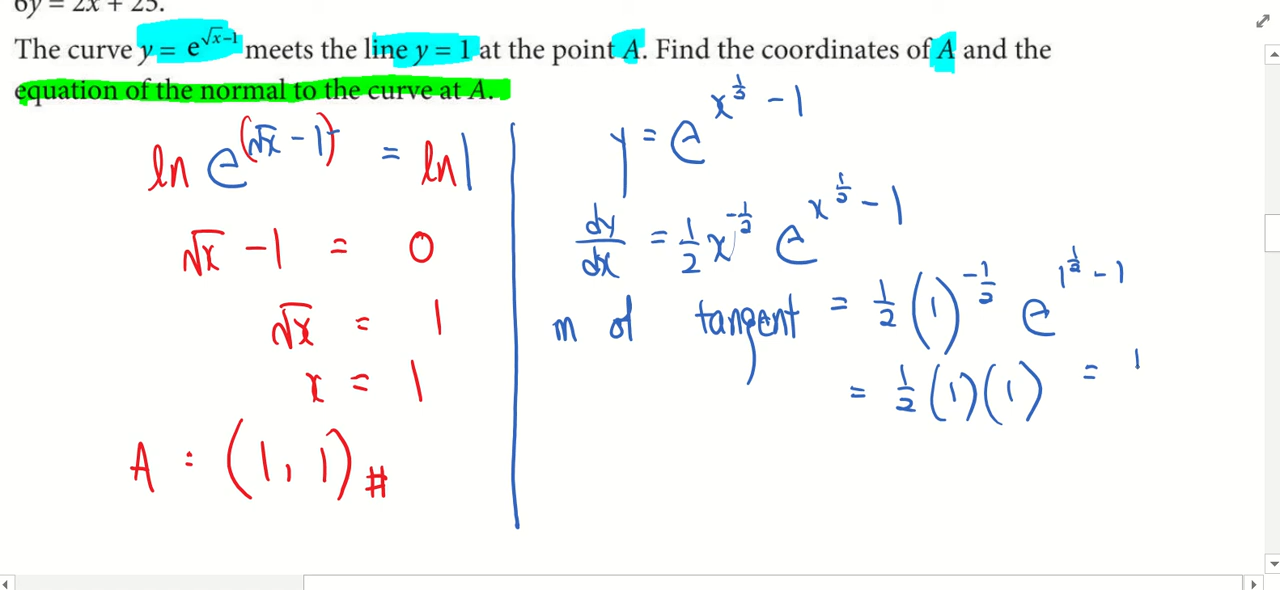 6y = 2x + 25.
The curve y = e^{√x−1} meets the line y = 1 at the point A. Find the coordinates of A and the
equation of the normal to the curve at A.
ln e^{(√x − 1)} = ln 1
√x − 1 = 0
√x = 1
x = 1
A : (1, 1) #
y = e^{x^{1/2} − 1}
dy/dx = 1/2 x^{−1/2} e^{x^{1/2} − 1}
m of tangent = 1/2 (1)^{−1/2} e^{1^{1/2} − 1}
= 1/2 (1)(1) = 1